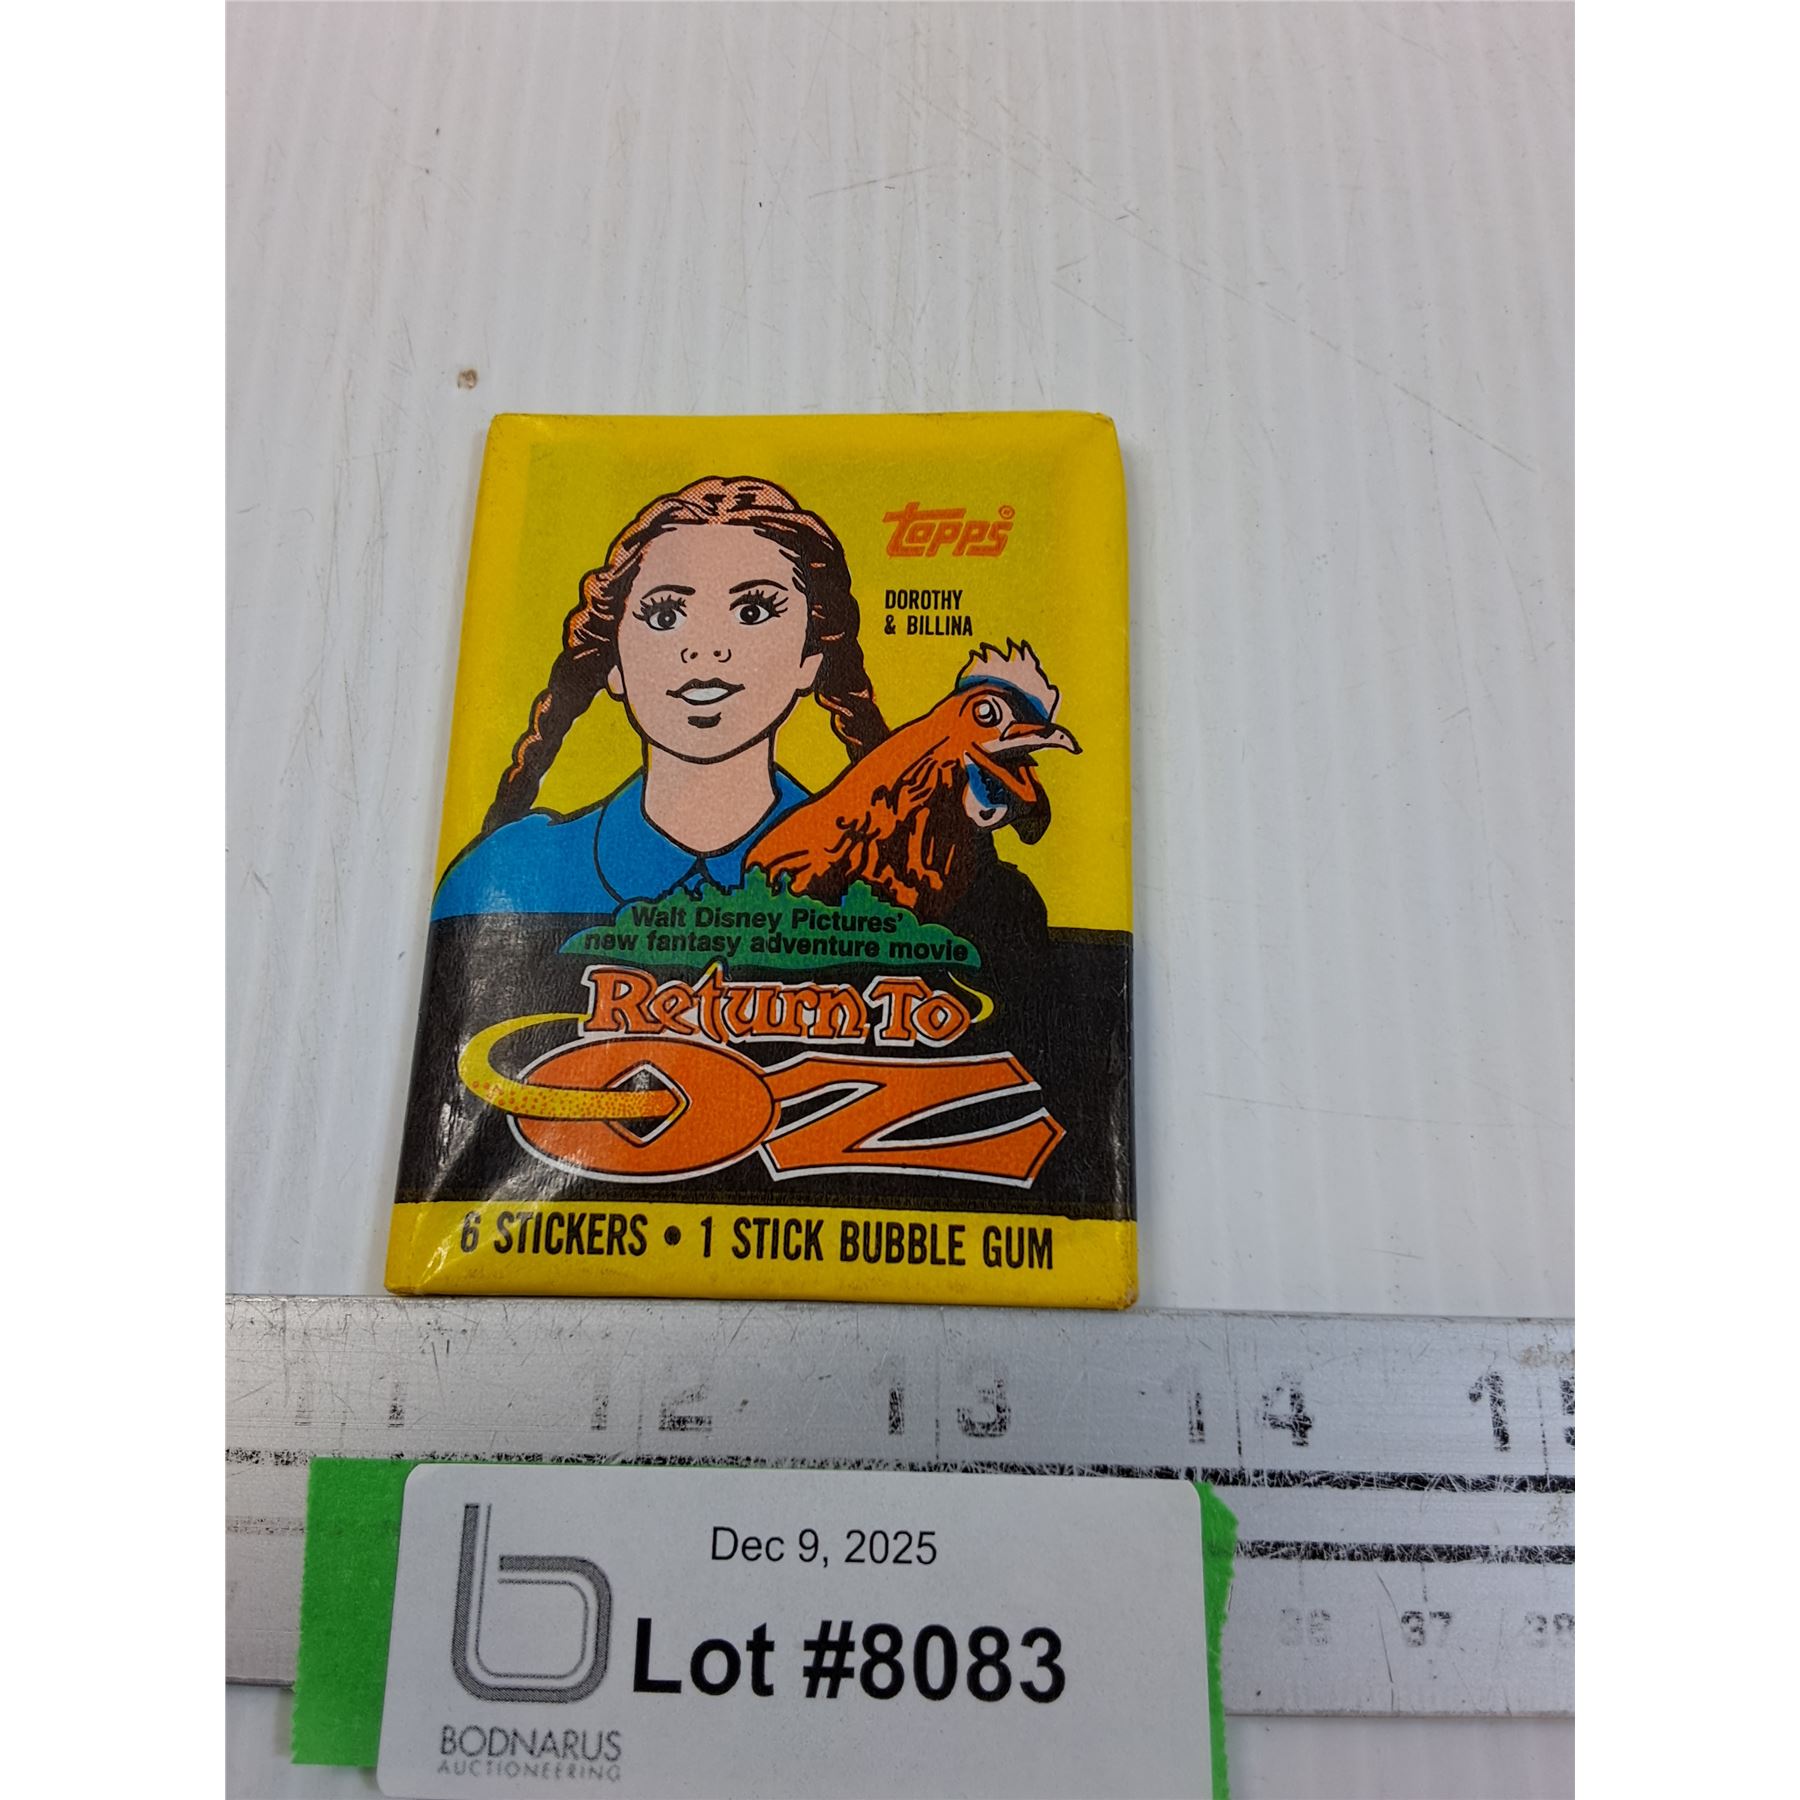 topps®
DOROTHY
& BILLINA
Walt Disney Pictures'
new fantasy adventure movie
Return To
OZ
6 STICKERS • 1 STICK BUBBLE GUM
11 12 13 14 15
36 37 38
Dec 9, 2025
Lot #8083
b
BODNARUS
AUCTIONEERING